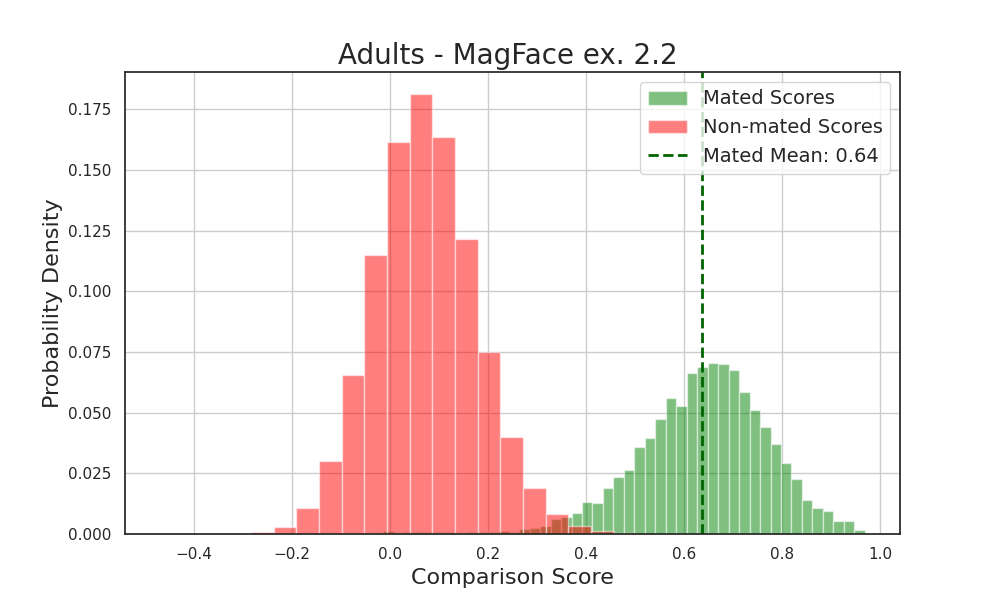 Adults - MagFace ex. 2.2
Mated Scores
Non-mated Scores
Mated Mean: 0.64
Probability Density
0.175
0.150
0.125
0.100
0.075
0.050
0.025
0.000
−0.4 −0.2 0.0 0.2 0.4 0.6 0.8 1.0
Comparison Score